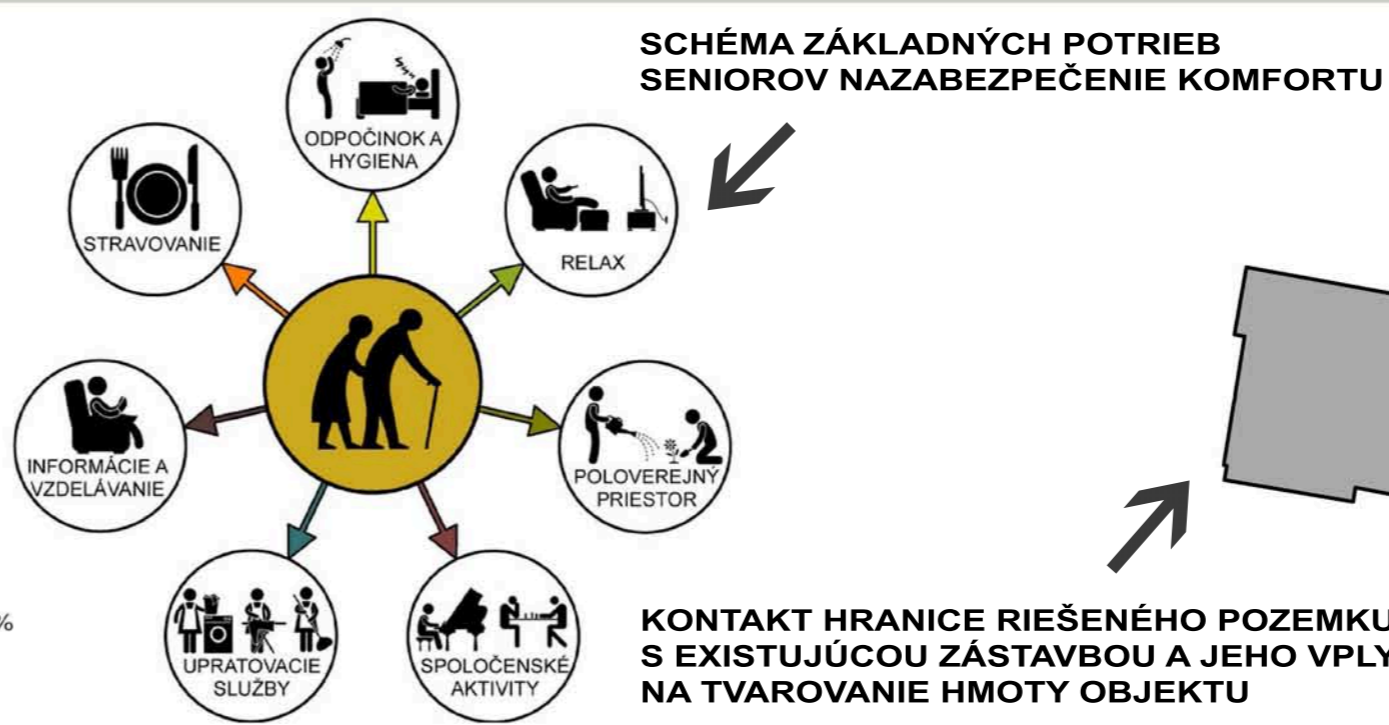 SCHÉMA ZÁKLADNÝCH POTRIEB
SENIOROV NAZABEZPEČENIE KOMFORTU
ODPOČINOK A
HYGIENA
STRAVOVANIE
RELAX
INFORMÁCIE A
VZDELÁVANIE
POLOVEREJNÝ
PRIESTOR
UPRATOVACIE
SLUŽBY
SPOLOČENSKÉ
AKTIVITY
%
KONTAKT HRANICE RIEŠENÉHO POZEMKU
S EXISTUJÚCOU ZÁSTAVBOU A JEHO VPLY
NA TVAROVANIE HMOTY OBJEKTU